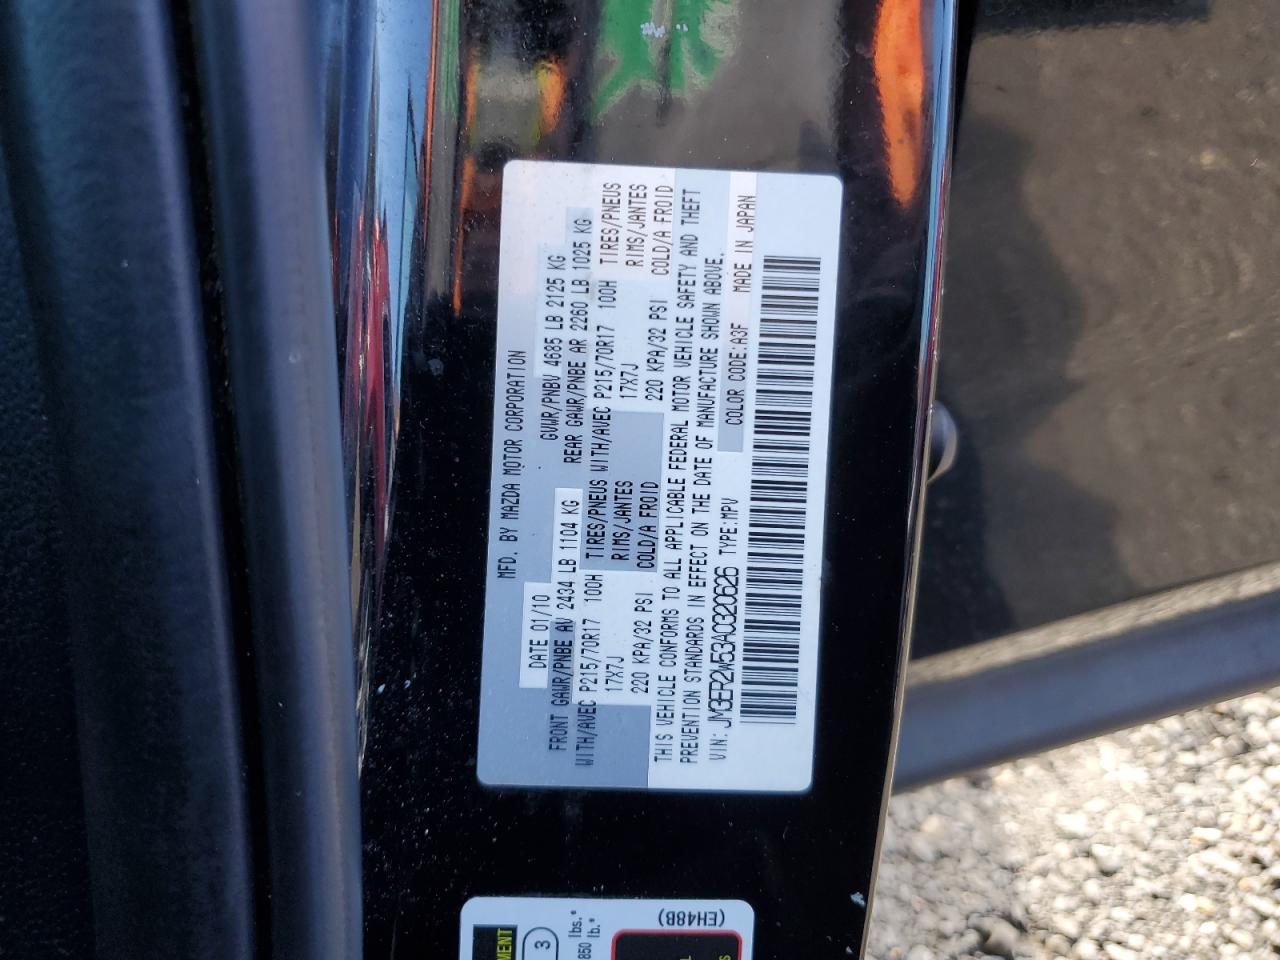 MFD. BY MAZDA MOTOR CORPORATION
DATE 01/10 GVWR/PNBV 4685 LB 2125 KG
FRONT GAWR/PNBE AV 2434 LB 1104 KG REAR GAWR/PNBE AR 2260 LB 1025 KG
WITH/AVEC P215/70R17 100H TIRES/PNEUS WITH/AVEC P215/70R17 100H TIRES/PNEUS
17X7J RIMS/JANTES 17X7J RIMS/JANTES
220 KPA/32 PSI COLD/A FROID 220 KPA/32 PSI COLD/A FROID
THIS VEHICLE CONFORMS TO ALL APPLICABLE FEDERAL MOTOR VEHICLE SAFETY AND THEFT
PREVENTION STANDARDS IN EFFECT ON THE DATE OF MANUFACTURE SHOWN ABOVE.
VIN: JM3ER2W53A0320626 TYPE:MPV COLOR CODE:A3F MADE IN JAPAN
MENT
3
lbs.*
850 lb.*
(EH48B)